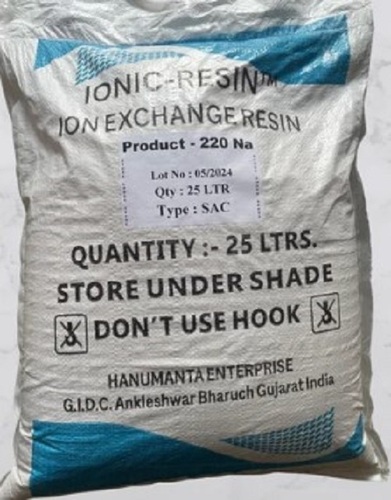 IONIC-RESIN™
ION EXCHANGE RESIN
Product - 220 Na
Lot No : 05/2024
Qty : 25 LTR
Type : SAC
QUANTITY :- 25 LTRS.
STORE UNDER SHADE
DON'T USE HOOK
HANUMANTA ENTERPRISE
G.I.D.C. Ankleshwar Bharuch Gujarat India